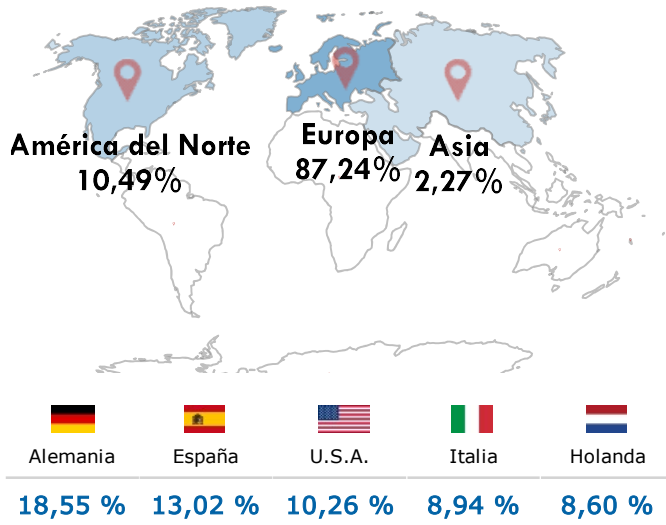 América del Norte
10,49%
Europa
87,24%
Asia
2,27%
Alemania España U.S.A. Italia Holanda
18,55 % 13,02 % 10,26 % 8,94 % 8,60 %